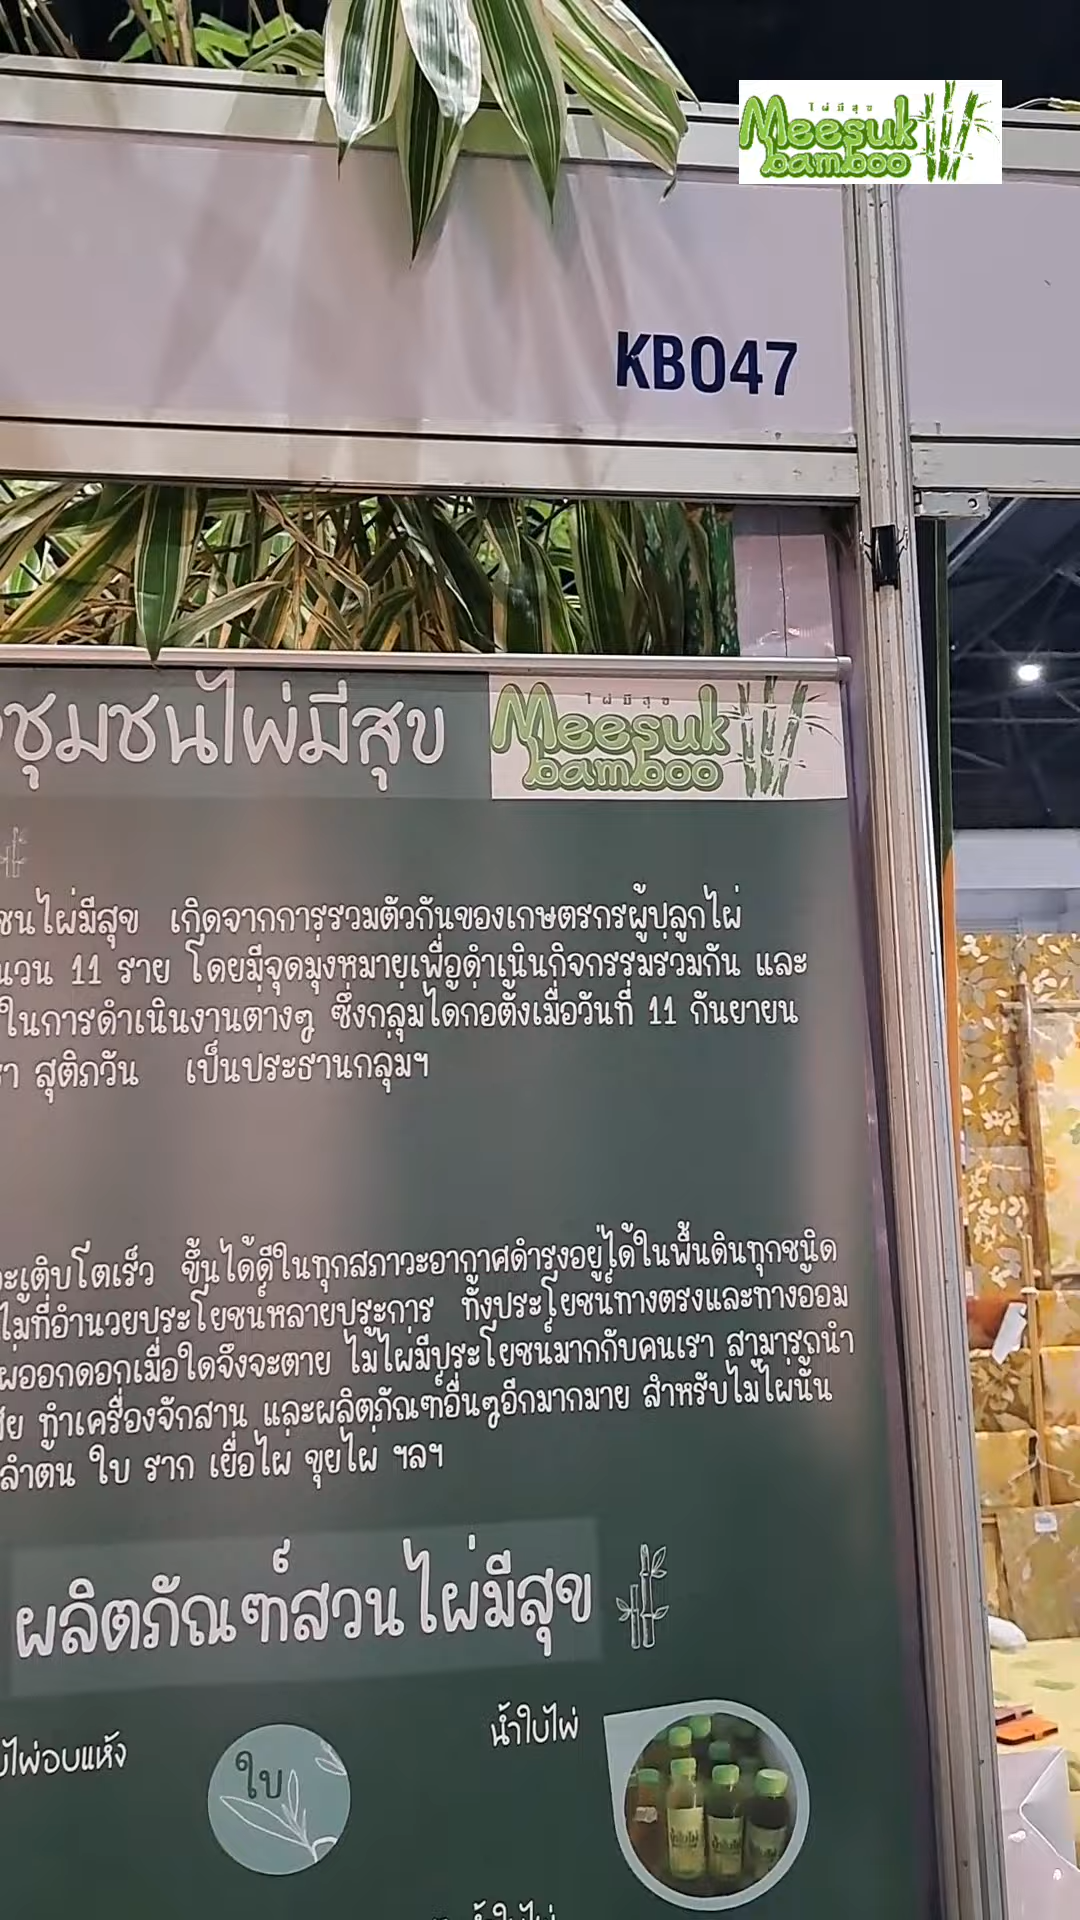 ไผ่มีสุข
Meesuk
bamboo
KBO47
ชุมชนไผ่มีสุข
ไผ่มีสุข
Meesuk
bamboo
ชนไผ่มีสุข เกิดจากการรวมตัวกันของเกษตรกรผู้ปลูกไผ่
นวน 11 ราย โดยมีจุดมุ่งหมายเพื่อดำเนินกิจกรรมร่วมกัน และ
ในการดำเนินงานต่างๆ ซึ่งกลุ่มได้ก่อตั้งเมื่อวันที่ 11 กันยายน
รา สุติภวัน เป็นประธานกลุ่มฯ
ะเติบโตเร็ว ขึ้นได้ดีในทุกสภาวะอากาศดำรงอยู่ได้ในพื้นดินทุกชนิด
ไม้ที่อำนวยประโยชน์หลายประการ ทั้งประโยชน์ทางตรงและทางอ้อม
ผ่ออกดอกเมื่อใดจึงจะตาย ไม้ไผ่มีประโยชน์มากกับคนเรา สามารถนำ
ัย ทำเครื่องจักสาน และผลิตภัณฑ์อื่นๆอีกมากมาย สำหรับไม้ไผ่นั้น
ลำต้น ใบ ราก เยื่อไผ่ ขุยไผ่ ฯลฯ
ผลิตภัณฑ์สวนไผ่มีสุข
น้ำใบไผ่
บไผ่อบแห้ง
ใบ